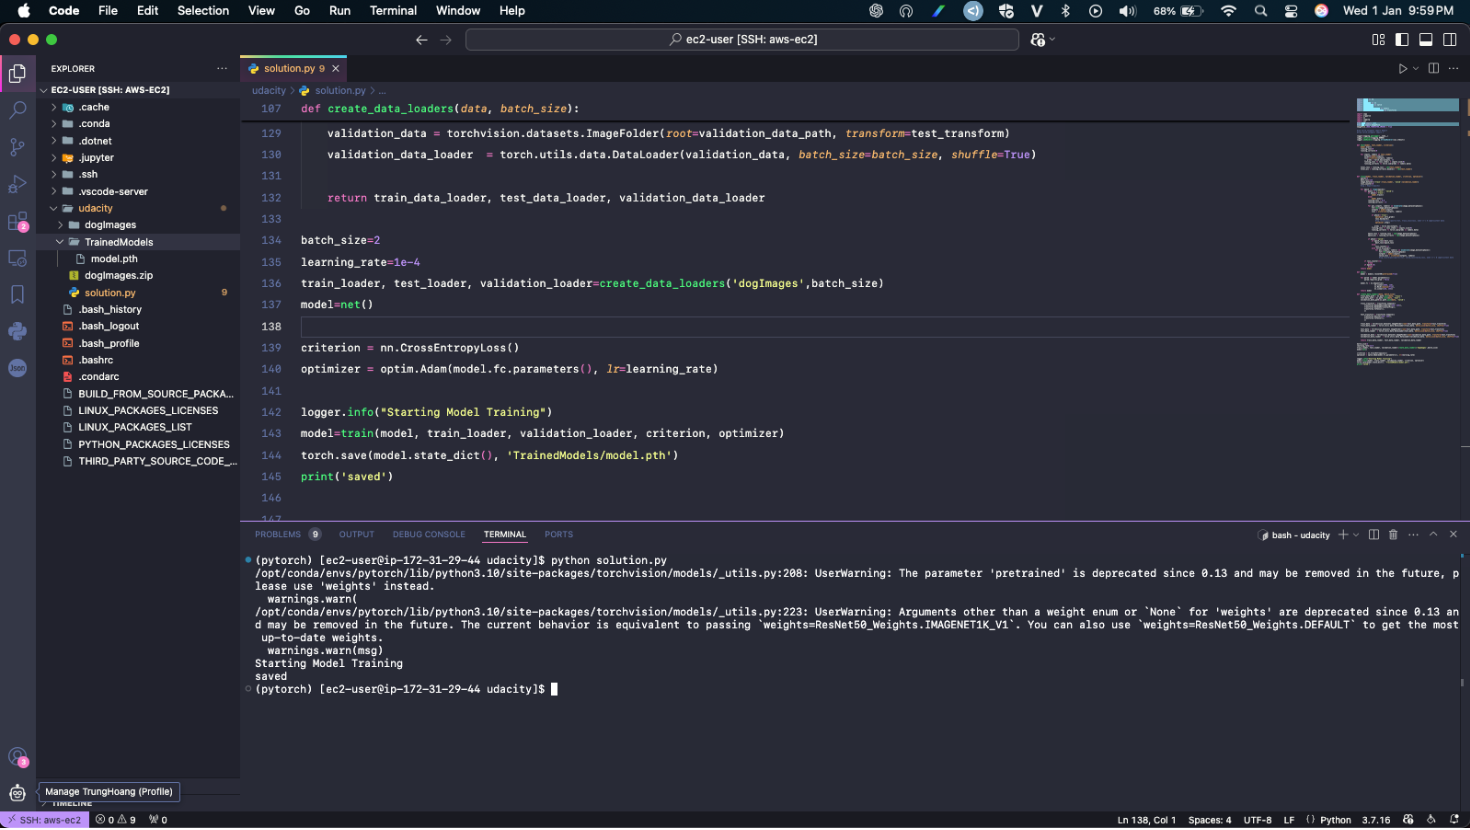 Code File Edit Selection View Go Run Terminal Window Help 68% Wed 1 Jan 9:59 PM
ec2-user [SSH: aws-ec2]
EXPLORER
EC2-USER [SSH: AWS-EC2]
.cache
.conda
.dotnet
.jupyter
.ssh
.vscode-server
udacity
dogImages
TrainedModels
model.pth
dogImages.zip
solution.py 9
.bash_history
.bash_logout
.bash_profile
.bashrc
.condarc
BUILD_FROM_SOURCE_PACKA...
LINUX_PACKAGES_LICENSES
LINUX_PACKAGES_LIST
PYTHON_PACKAGES_LICENSES
THIRD_PARTY_SOURCE_CODE_...
2
Json
3
Manage TrungHoang (Profile)
TIMELINE
solution.py 9
udacity > solution.py > ...
107 def create_data_loaders(data, batch_size):
129 validation_data = torchvision.datasets.ImageFolder(root=validation_data_path, transform=test_transform)
130 validation_data_loader = torch.utils.data.DataLoader(validation_data, batch_size=batch_size, shuffle=True)
131
132 return train_data_loader, test_data_loader, validation_data_loader
133
134 batch_size=2
135 learning_rate=1e-4
136 train_loader, test_loader, validation_loader=create_data_loaders('dogImages',batch_size)
137 model=net()
138
139 criterion = nn.CrossEntropyLoss()
140 optimizer = optim.Adam(model.fc.parameters(), lr=learning_rate)
141
142 logger.info("Starting Model Training")
143 model=train(model, train_loader, validation_loader, criterion, optimizer)
144 torch.save(model.state_dict(), 'TrainedModels/model.pth')
145 print('saved')
146
147
PROBLEMS 9 OUTPUT DEBUG CONSOLE TERMINAL PORTS bash - udacity
(pytorch) [ec2-user@ip-172-31-29-44 udacity]$ python solution.py
/opt/conda/envs/pytorch/lib/python3.10/site-packages/torchvision/models/_utils.py:208: UserWarning: The parameter 'pretrained' is deprecated since 0.13 and may be removed in the future, p
lease use 'weights' instead.
warnings.warn(
/opt/conda/envs/pytorch/lib/python3.10/site-packages/torchvision/models/_utils.py:223: UserWarning: Arguments other than a weight enum or `None` for 'weights' are deprecated since 0.13 an
d may be removed in the future. The current behavior is equivalent to passing `weights=ResNet50_Weights.IMAGENET1K_V1`. You can also use `weights=ResNet50_Weights.DEFAULT` to get the most
up-to-date weights.
warnings.warn(msg)
Starting Model Training
saved
(pytorch) [ec2-user@ip-172-31-29-44 udacity]$
SSH: aws-ec2 0 9 0 Ln 138, Col 1 Spaces: 4 UTF-8 LF Python 3.7.16